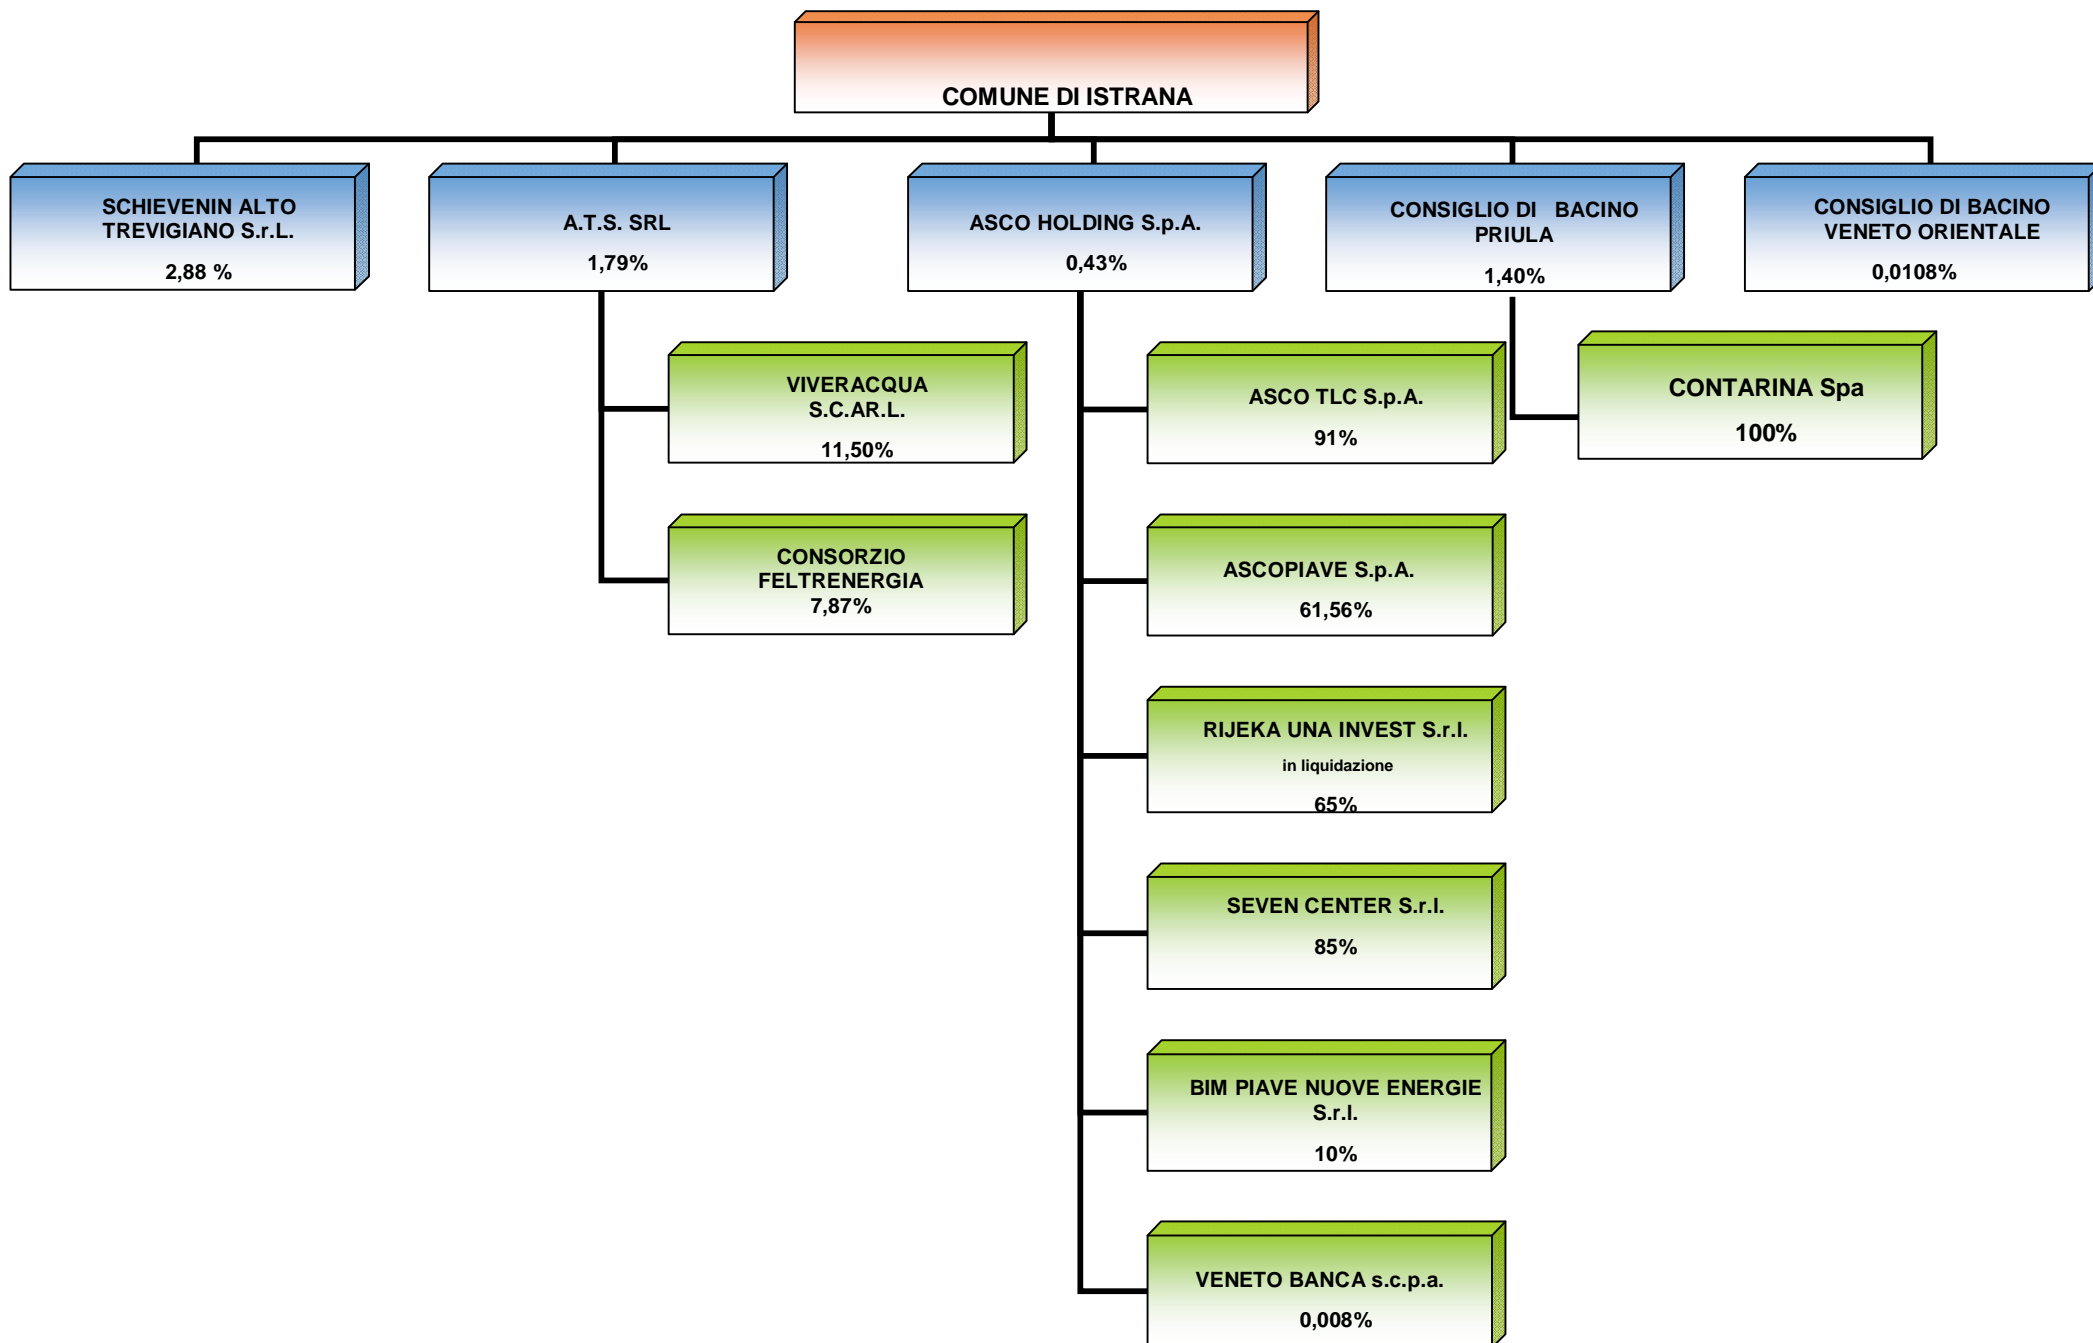 COMUNE DI ISTRANA
SCHIEVENIN ALTO
TREVIGIANO S.r.L.
2,88 %
A.T.S. SRL
1,79%
ASCO HOLDING S.p.A.
0,43%
CONSIGLIO DI BACINO
PRIULA
1,40%
CONSIGLIO DI BACINO
VENETO ORIENTALE
0,0108%
VIVERACQUA
S.C.AR.L.
11,50%
CONSORZIO
FELTRENERGIA
7,87%
ASCO TLC S.p.A.
91%
ASCOPIAVE S.p.A.
61,56%
RIJEKA UNA INVEST S.r.l.
in liquidazione
65%
SEVEN CENTER S.r.l.
85%
BIM PIAVE NUOVE ENERGIE
S.r.l.
10%
VENETO BANCA s.c.p.a.
0,008%
CONTARINA Spa
100%